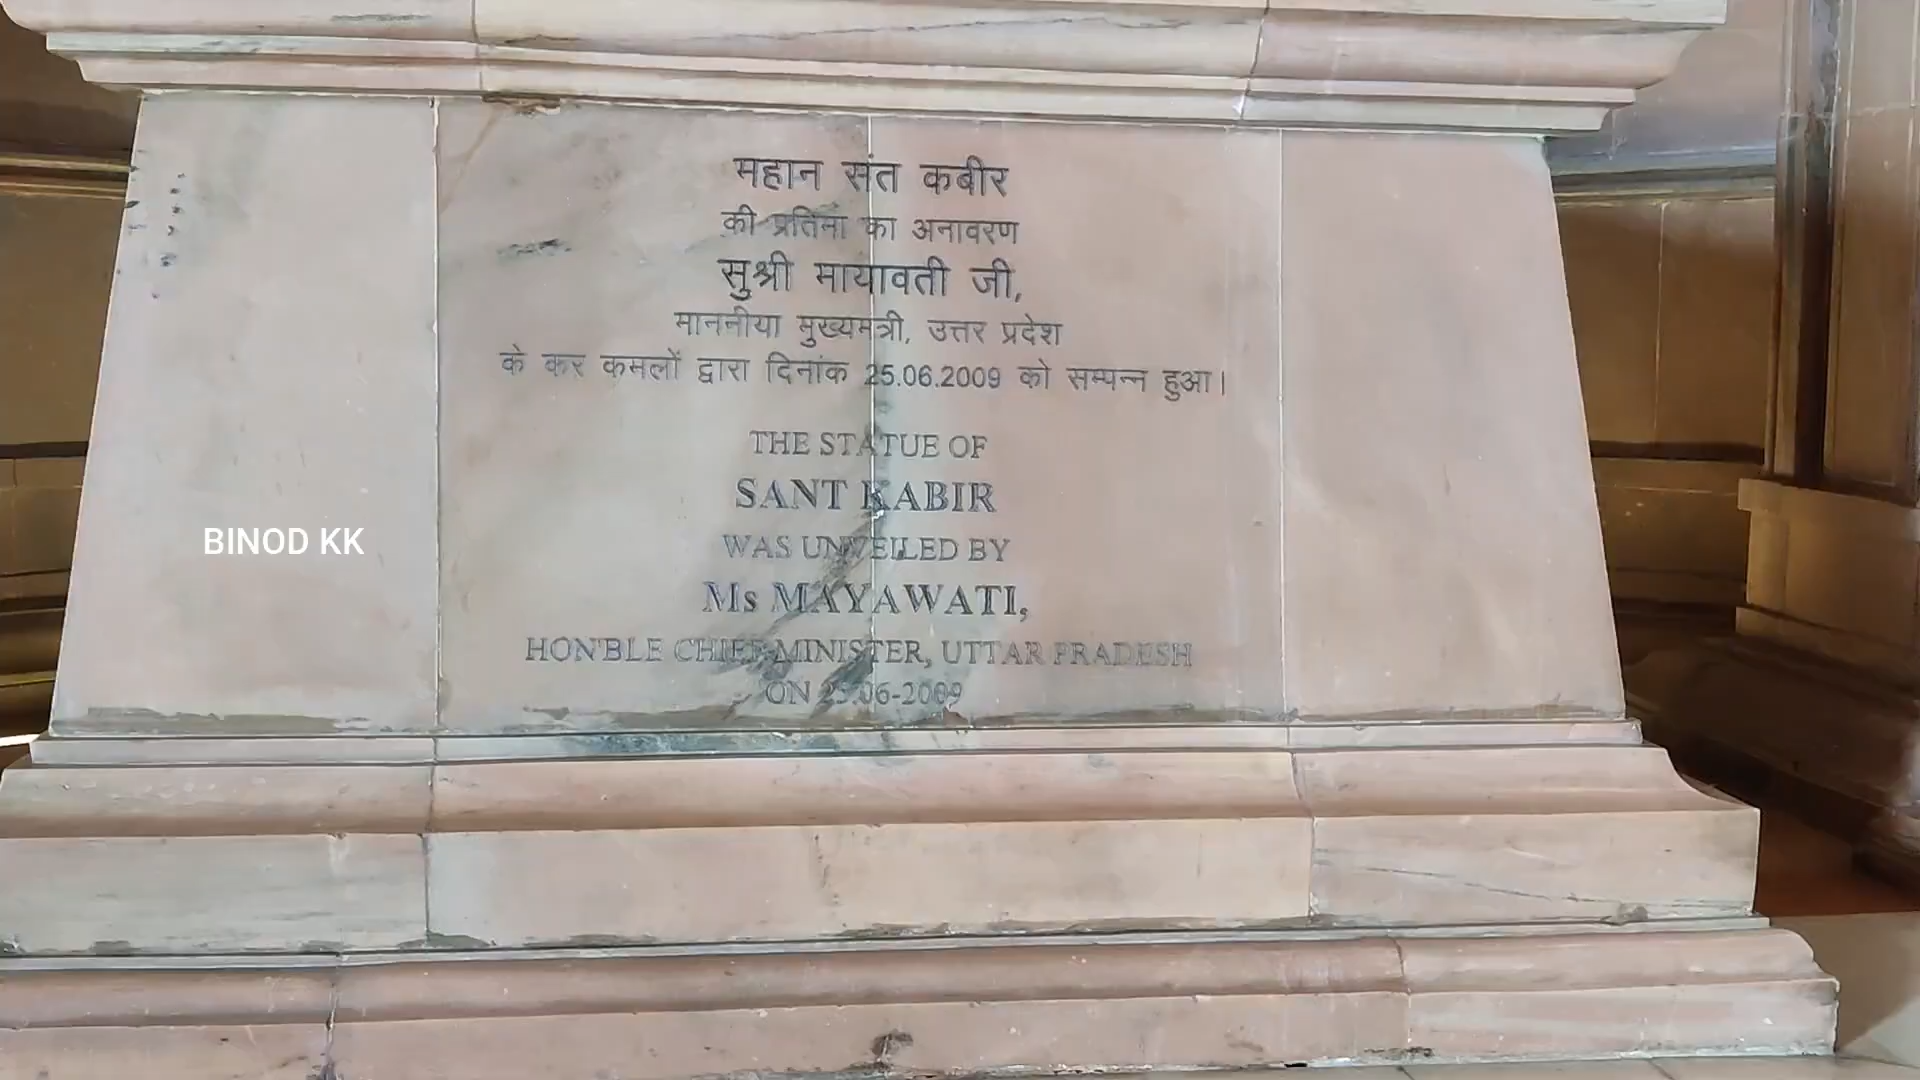 महान संत कबीर
की प्रतिमा का अनावरण
सुश्री मायावती जी,
माननीया मुख्यमंत्री, उत्तर प्रदेश
के कर कमलों द्वारा दिनांक 25.06.2009 को सम्पन्न हुआ।
THE STATUE OF
SANT KABIR
WAS UNVEILED BY
Ms MAYAWATI,
HON'BLE CHIEF MINISTER, UTTAR PRADESH
ON 25.06-2009
BINOD KK